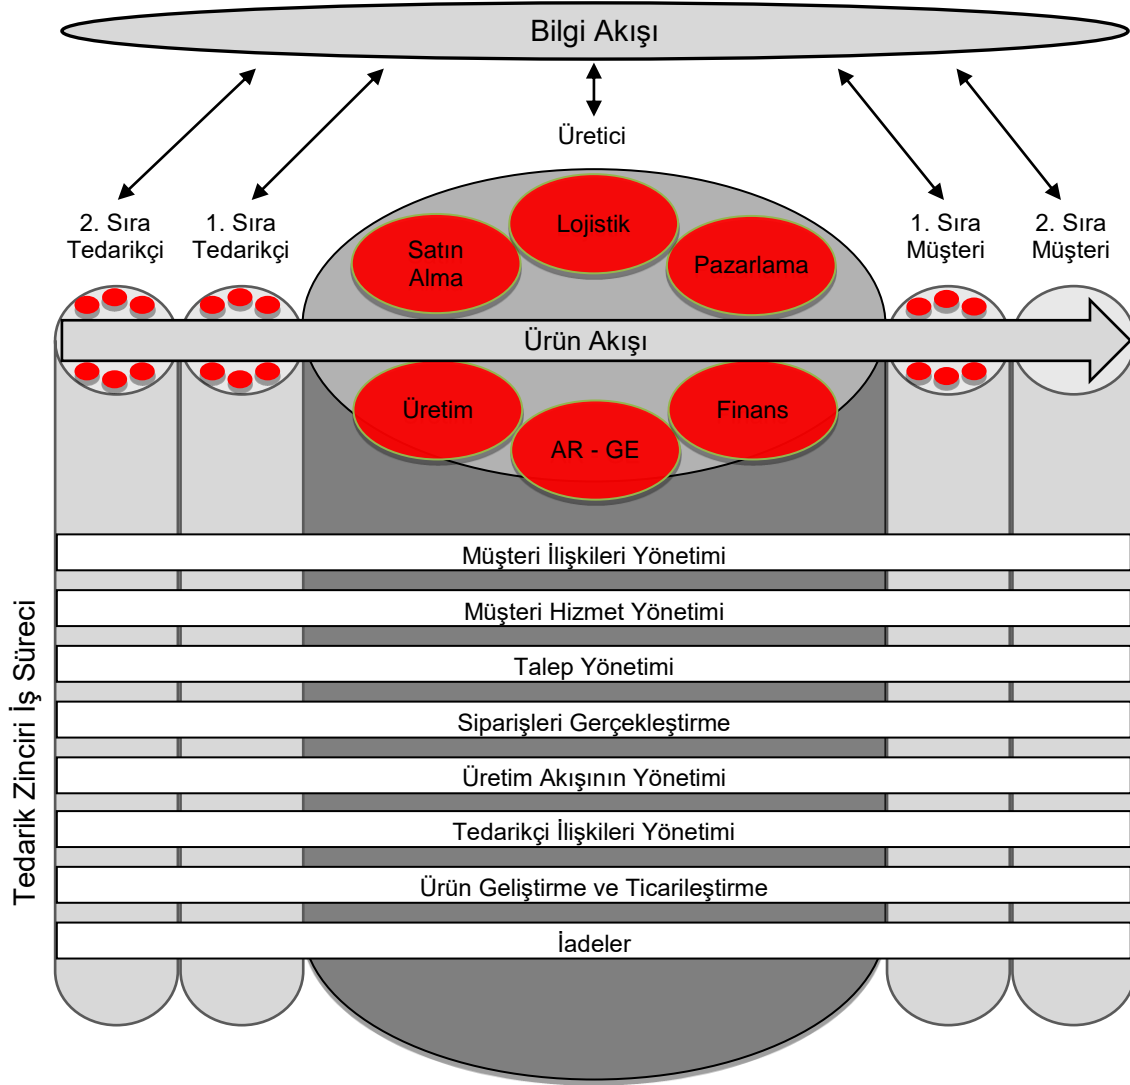 Bilgi Akışı
Üretici
2. Sıra
Tedarikçi
1. Sıra
Tedarikçi
1. Sıra
Müşteri
2. Sıra
Müşteri
Satın
Alma
Lojistik
Pazarlama
Ürün Akışı
Üretim
AR - GE
Finans
Tedarik Zinciri İş Süreci
Müşteri İlişkileri Yönetimi
Müşteri Hizmet Yönetimi
Talep Yönetimi
Siparişleri Gerçekleştirme
Üretim Akışının Yönetimi
Tedarikçi İlişkileri Yönetimi
Ürün Geliştirme ve Ticarileştirme
İadeler